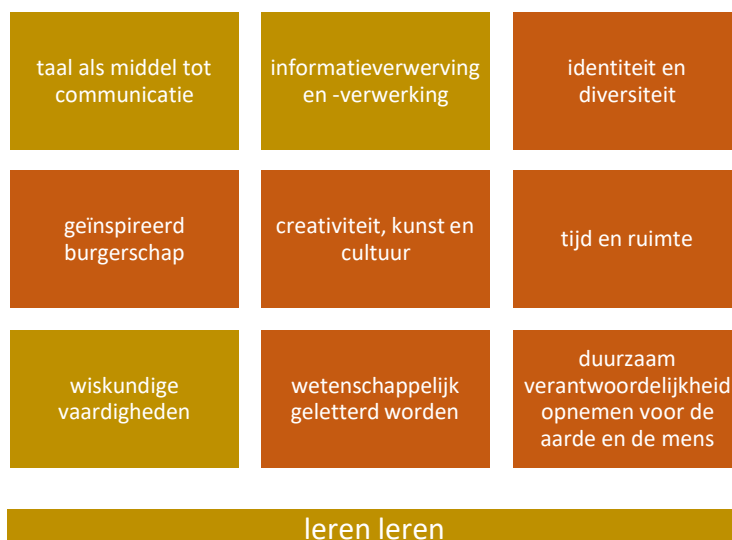 taal als middel tot
communicatie
informatieverwerving
en -verwerking
identiteit en
diversiteit
geïnspireerd
burgerschap
creativiteit, kunst en
cultuur
tijd en ruimte
wiskundige
vaardigheden
wetenschappelijk
geletterd worden
duurzaam
verantwoordelijkheid
opnemen voor de
aarde en de mens
leren leren